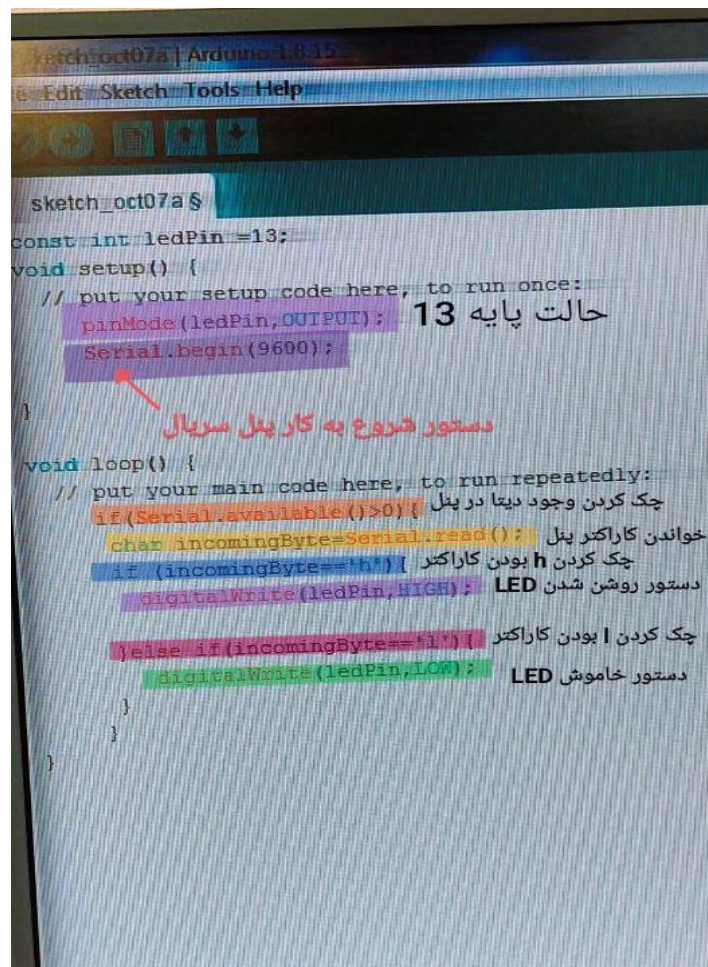 sketch_oct07a | Arduino 1.8.15
Edit Sketch Tools Help
sketch_oct07a §
const int ledPin =13;
void setup() {
// put your setup code here, to run once:
pinMode(ledPin,OUTPUT); حالت پایه 13
Serial.begin(9600);
}
دستور شروع به کار پنل سریال
void loop() {
// put your main code here, to run repeatedly:
if(Serial.available()>0){ چک کردن وجود دیتا در پنل
char incomingByte=Serial.read(); خواندن کاراکتر پنل
if (incomingByte=='h'){ چک کردن h بودن کاراکتر
digitalWrite(ledPin,HIGH); دستور روشن شدن LED
}else if(incomingByte=='l'){ چک کردن l بودن کاراکتر
digitalWrite(ledPin,LOW); دستور خاموش LED
}
}
}